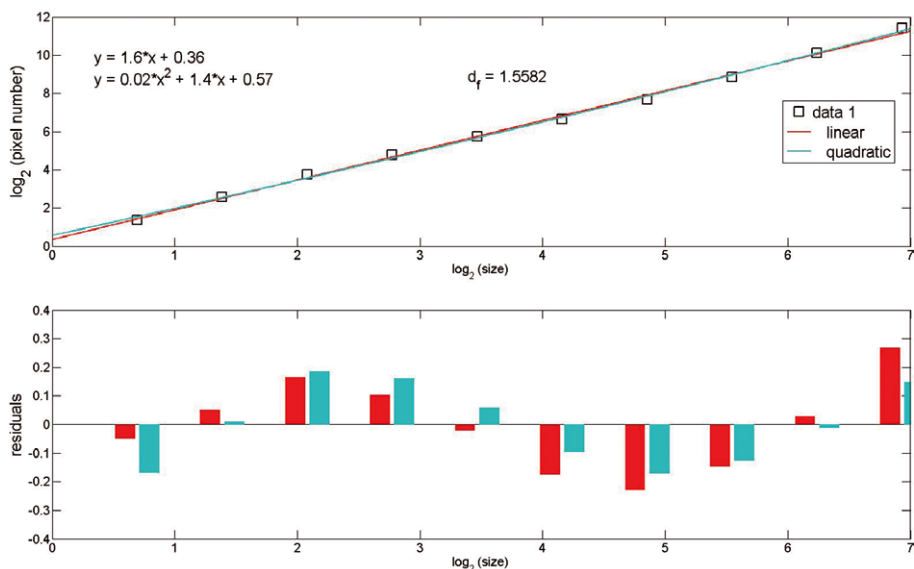 12
10
8
6
4
2
0
log2 (pixel number)
y = 1.6*x + 0.36
y = 0.02*x2 + 1.4*x + 0.57
df = 1.5582
data 1
linear
quadratic
0 1 2 3 4 5 6 7
log2 (size)
0.4
0.3
0.2
0.1
0
-0.1
-0.2
-0.3
-0.4
residuals
0 1 2 3 4 5 6 7
log2 (size)